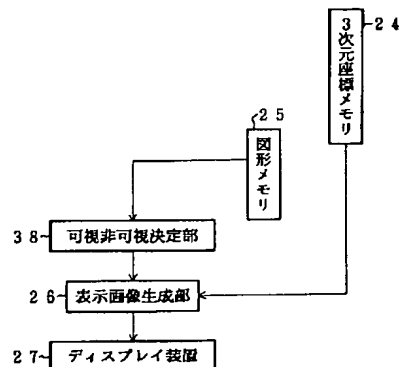 24
3次元座標メモリ
25
図形メモリ
38
可視非可視決定部
26
表示画像生成部
27
ディスプレイ装置